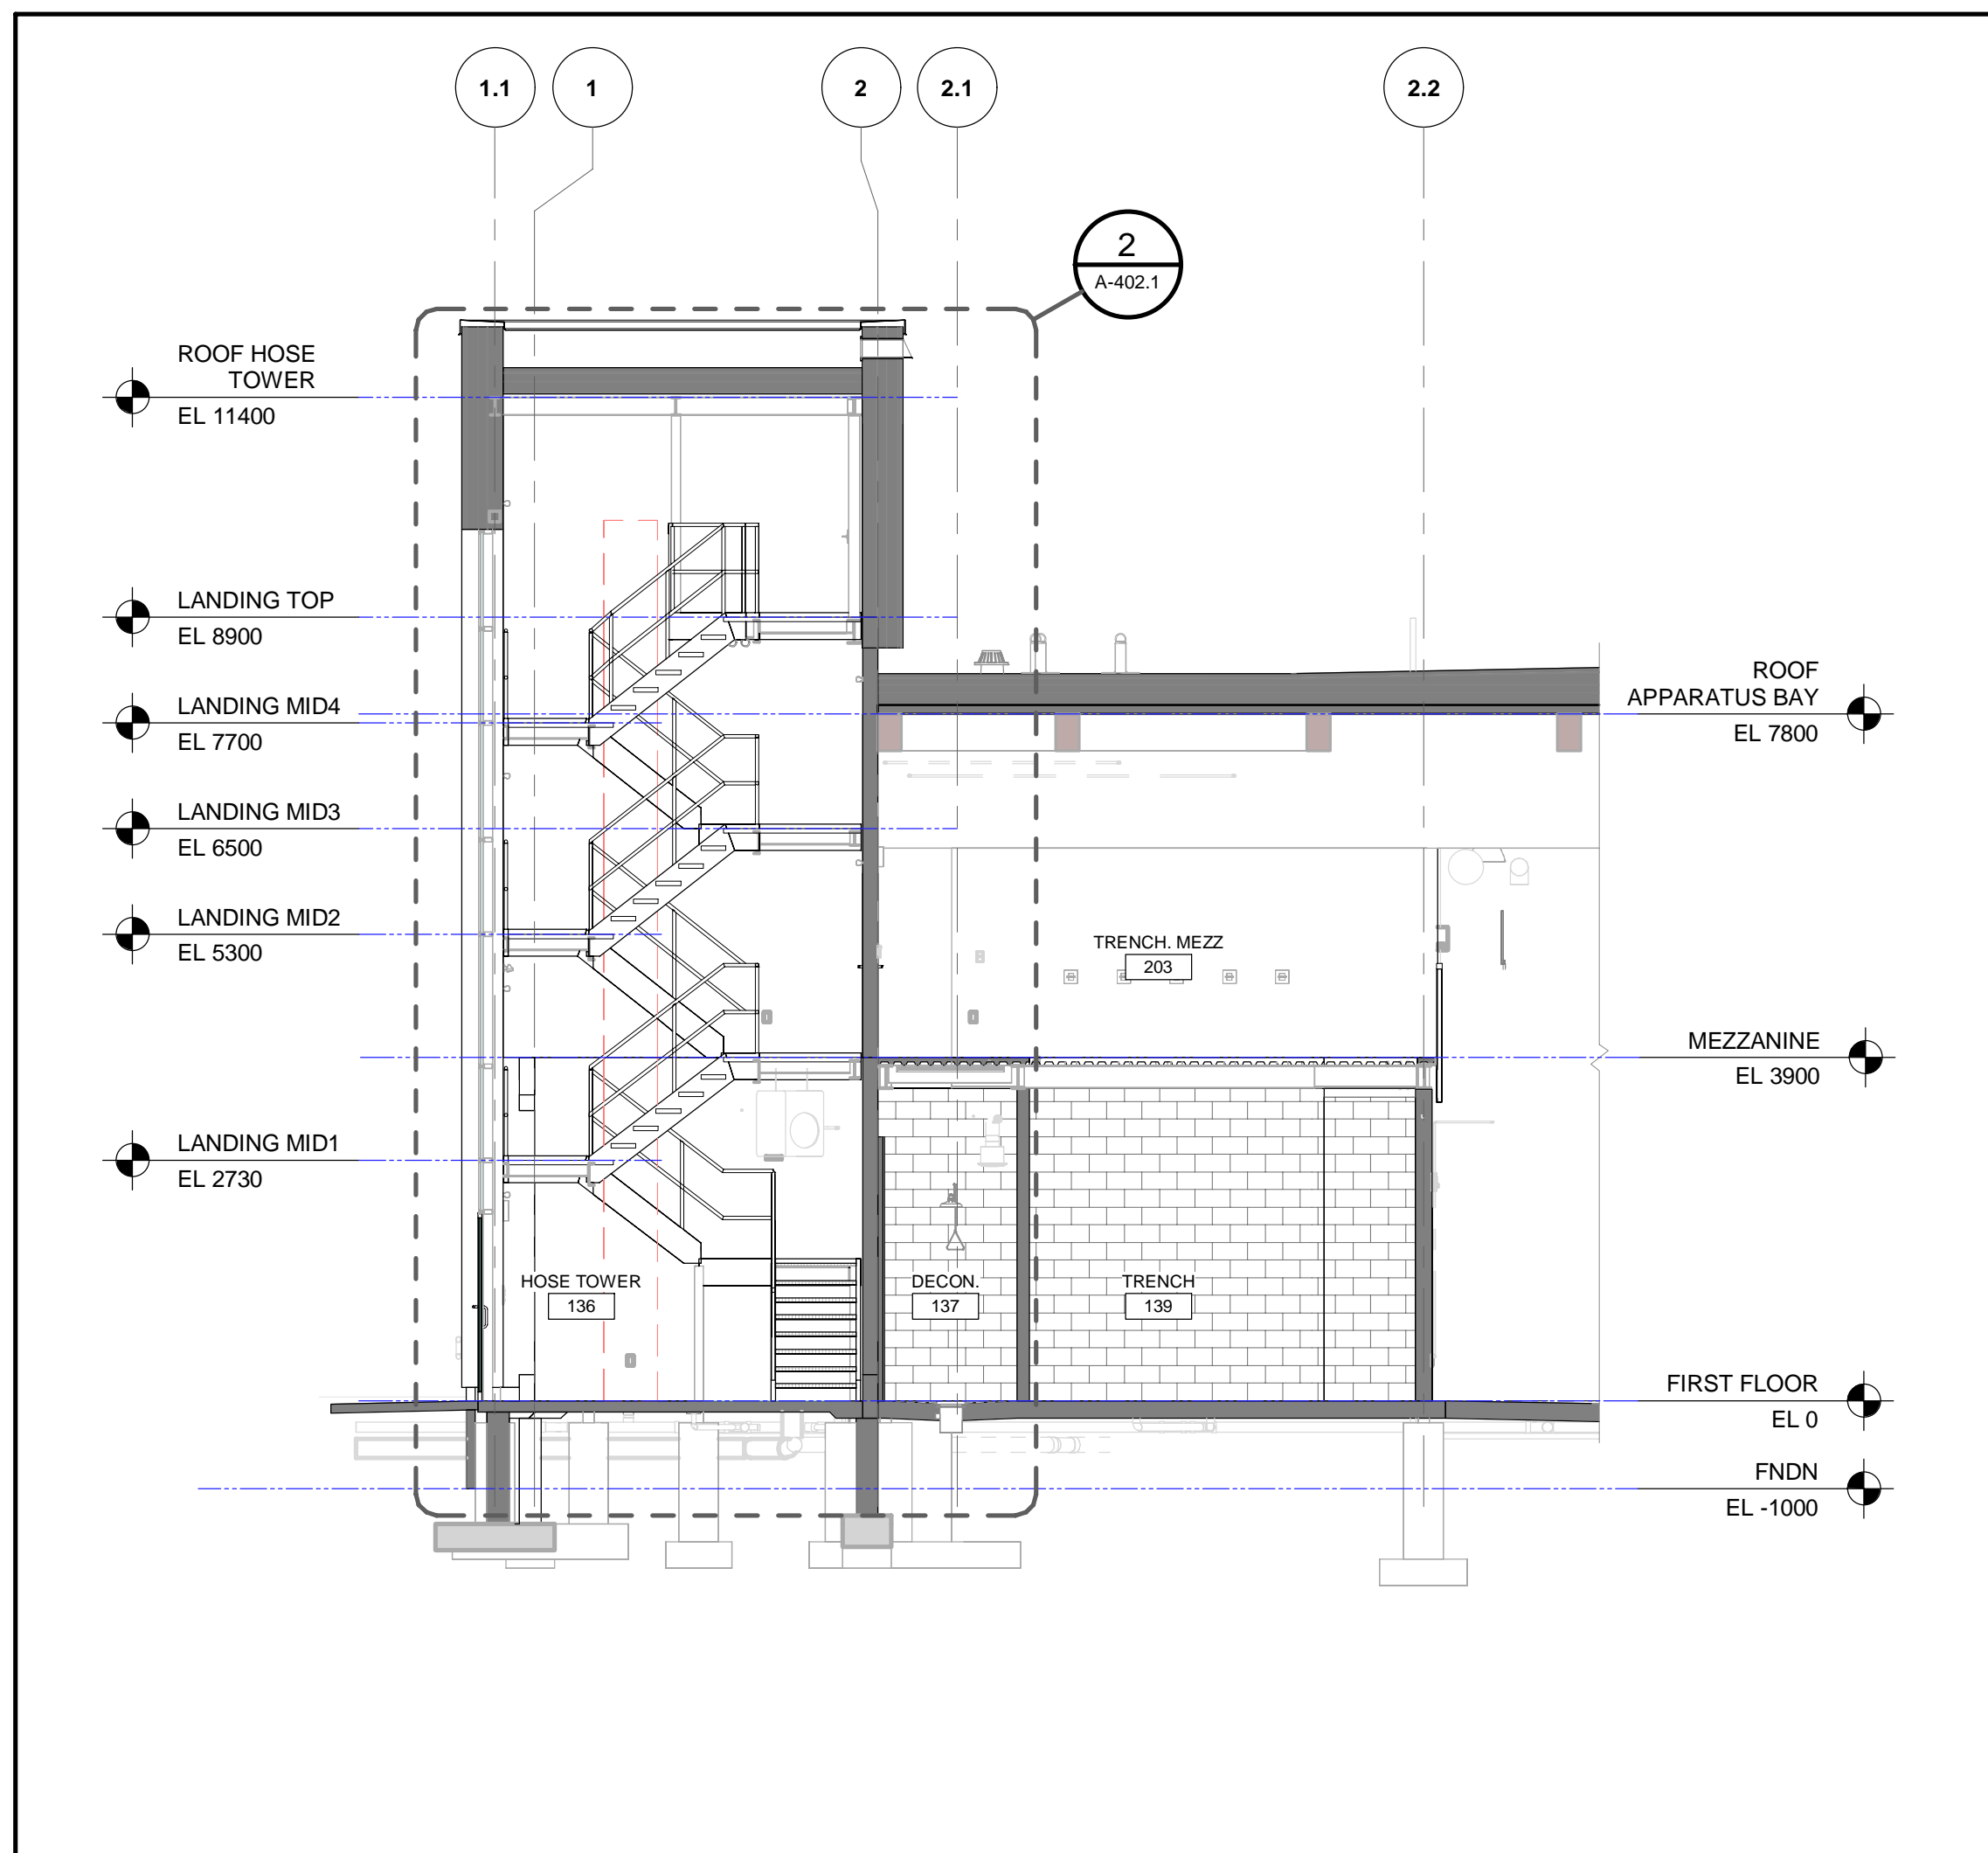 1.1
1
2
2.1
2.2
2
A-402.1
ROOF HOSE
TOWER
EL 11400
LANDING TOP
EL 8900
LANDING MID4
EL 7700
LANDING MID3
EL 6500
LANDING MID2
EL 5300
LANDING MID1
EL 2730
ROOF
APPARATUS BAY
EL 7800
MEZZANINE
EL 3900
FIRST FLOOR
EL 0
FNDN
EL -1000
TRENCH. MEZZ
203
HOSE TOWER
136
DECON.
137
TRENCH
139